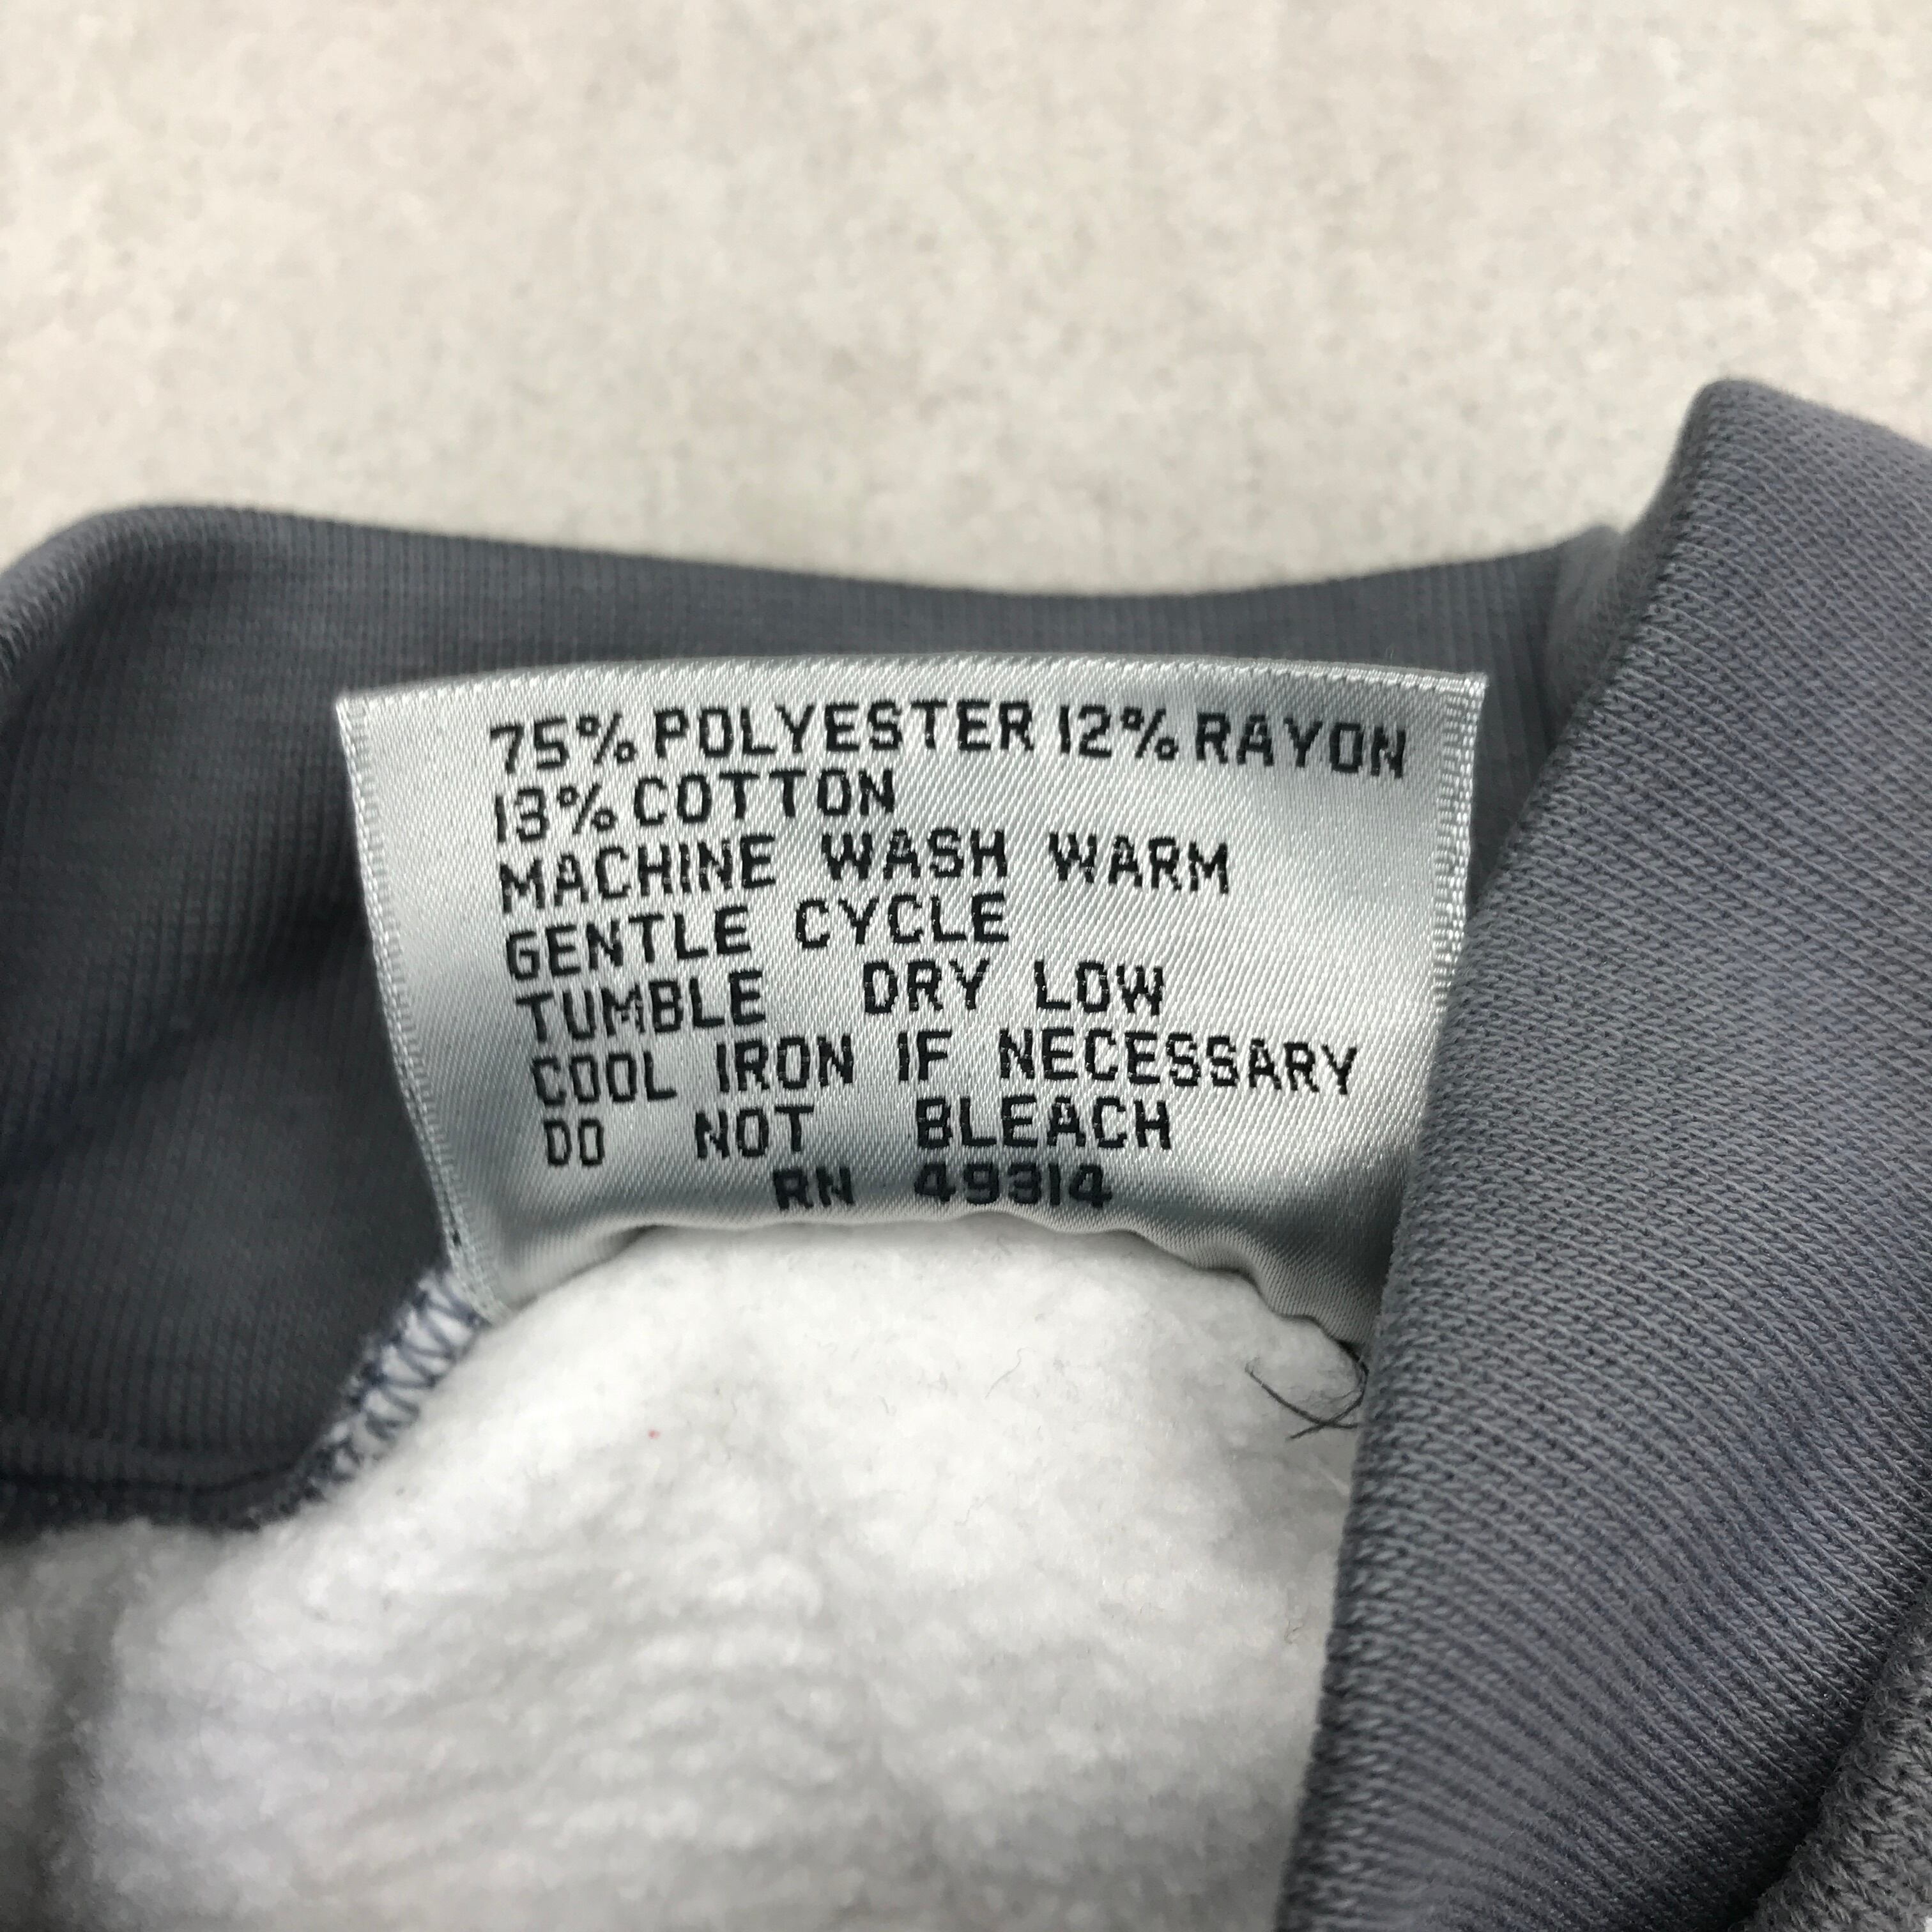 75% POLYESTER 12% RAYON
13% COTTON
MACHINE WASH WARM
GENTLE CYCLE
TUMBLE DRY LOW
COOL IRON IF NECESSARY
DO NOT BLEACH
RN 49314